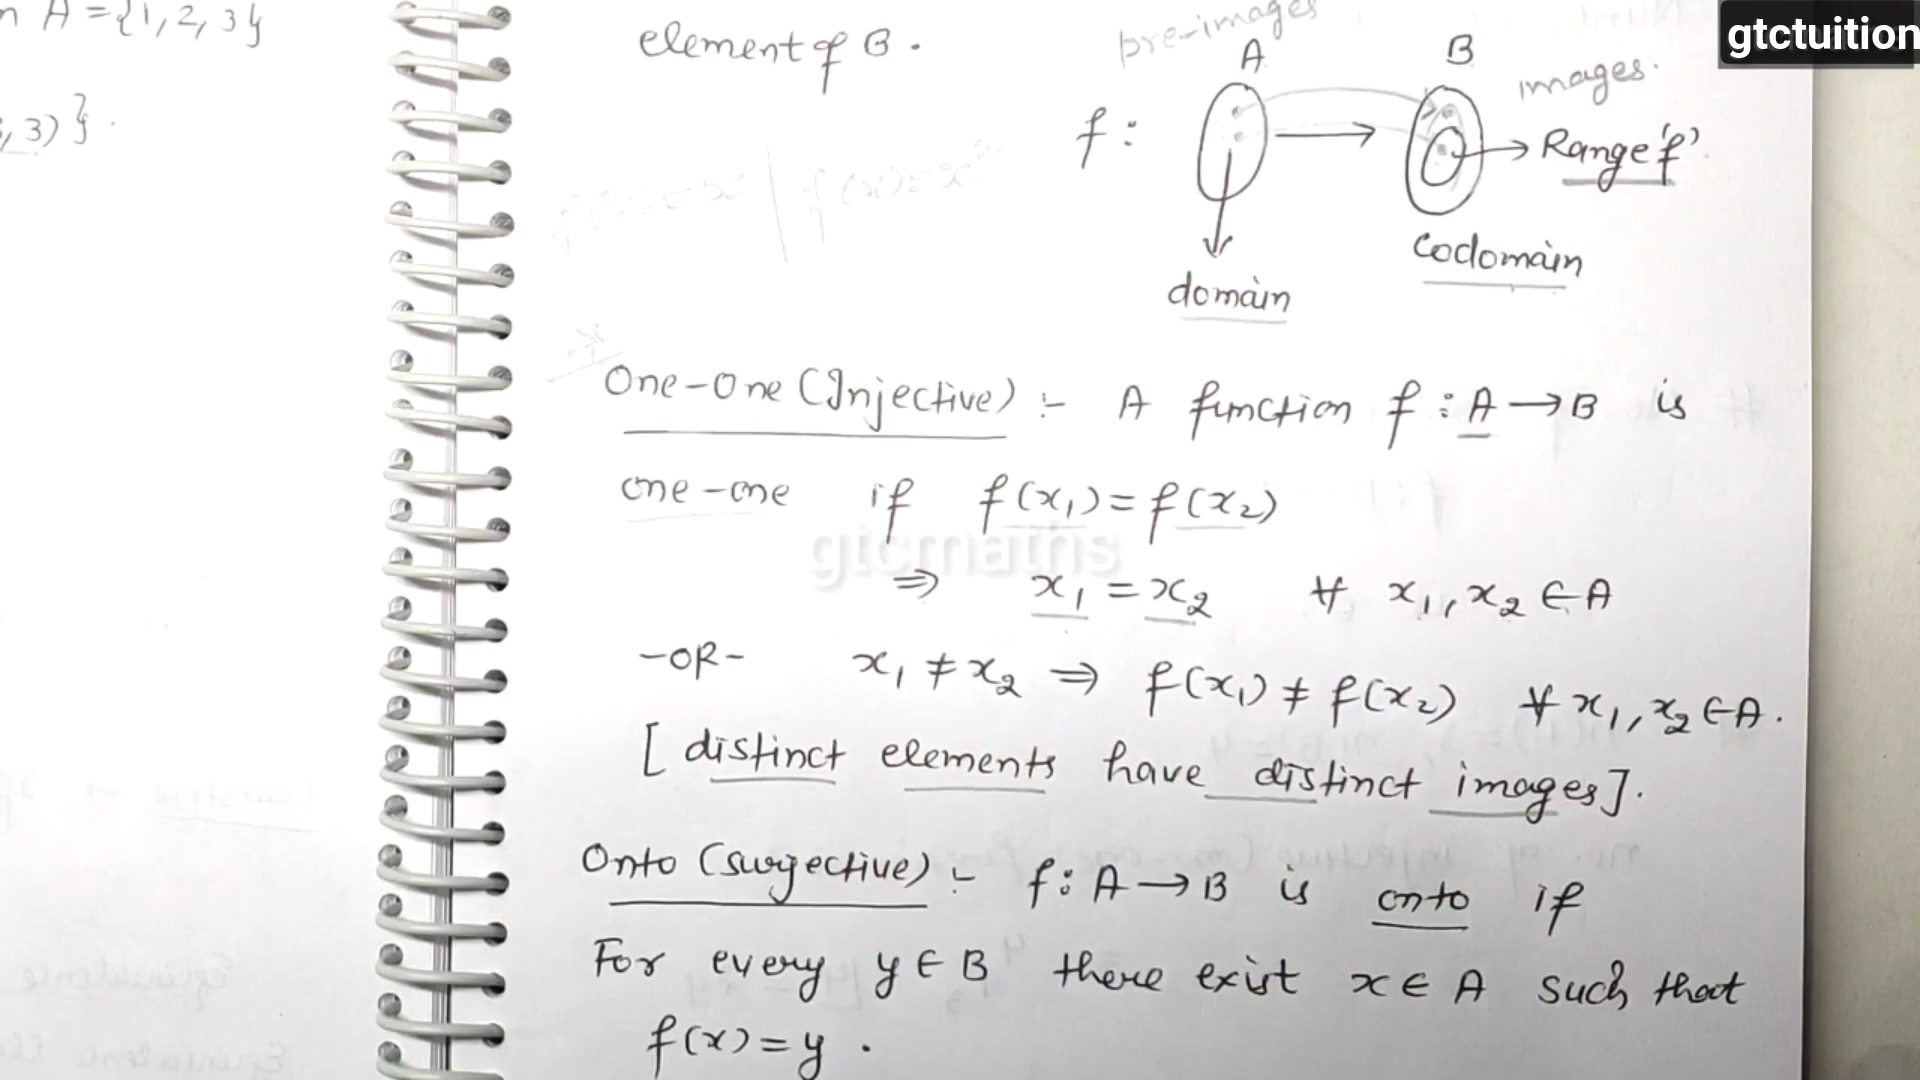 A = {1, 2, 3}
, 3)}.
element of B.
pre-images
A
B
images.
f :
Range 'f'
Codomain
domain
f(x) = x²
One-One (Injective) :- A function f : A → B is
one-one if f(x₁) = f(x₂)
⇒ x₁ = x₂ ∀ x₁, x₂ ∈ A
-OR- x₁ ≠ x₂ ⇒ f(x₁) ≠ f(x₂) ∀ x₁, x₂ ∈ A.
[distinct elements have distinct images].
Onto (surjective) :- f : A → B is onto if
For every y ∈ B there exist x ∈ A such that
f(x) = y .
gtcmaths
gtctuition